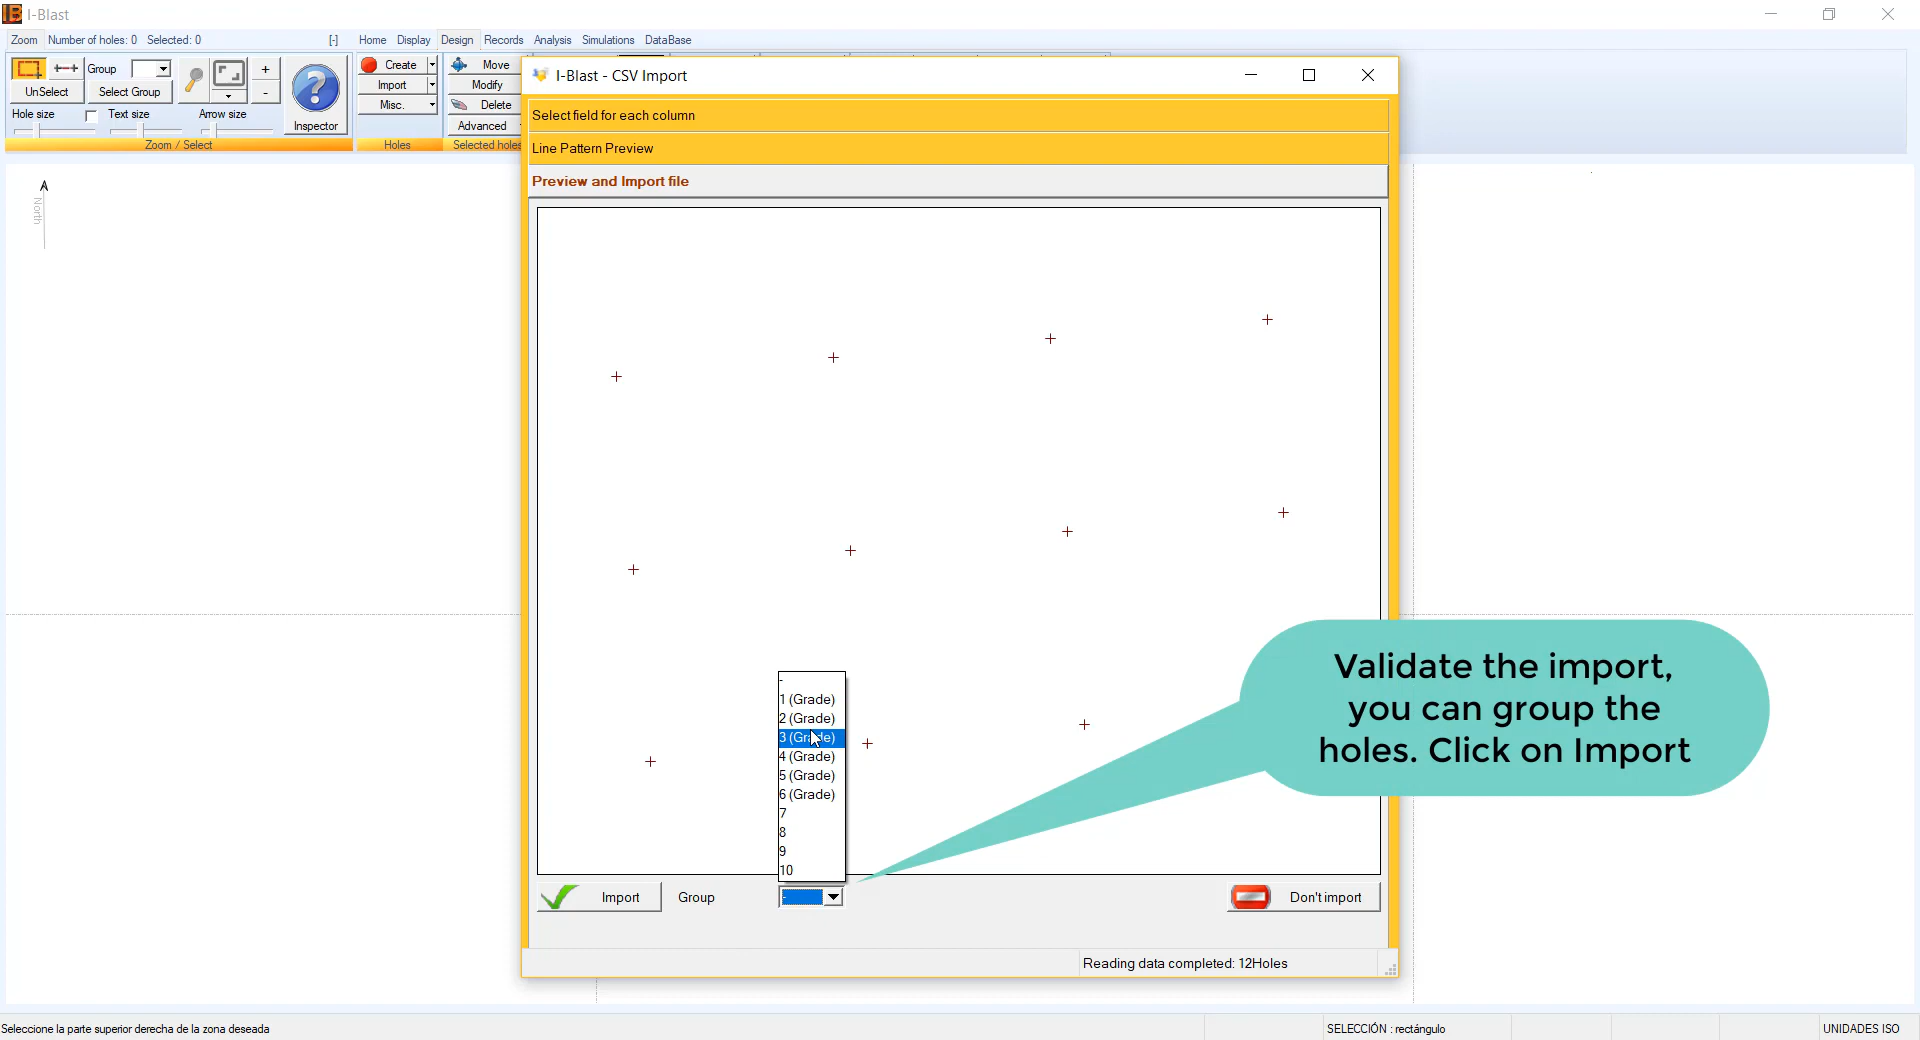 I-Blast
Zoom Number of holes: 0 Selected: 0 [-] Home Display Design Records Analysis Simulations DataBase
Group
UnSelect Select Group
+
-
Hole size Text size Arrow size
Inspector
Zoom / Select
Create
Import
Misc.
Holes
Move
Modify
Delete
Advanced
Selected holes
North
I-Blast - CSV Import
Select field for each column
Line Pattern Preview
Preview and Import file
-
1 (Grade)
2 (Grade)
3 (Grade)
4 (Grade)
5 (Grade)
6 (Grade)
7
8
9
10
Validate the import,
you can group the
holes. Click on Import
Import Group - Don't import
Reading data completed: 12Holes
Seleccione la parte superior derecha de la zona deseada SELECCIÓN : rectángulo UNIDADES ISO